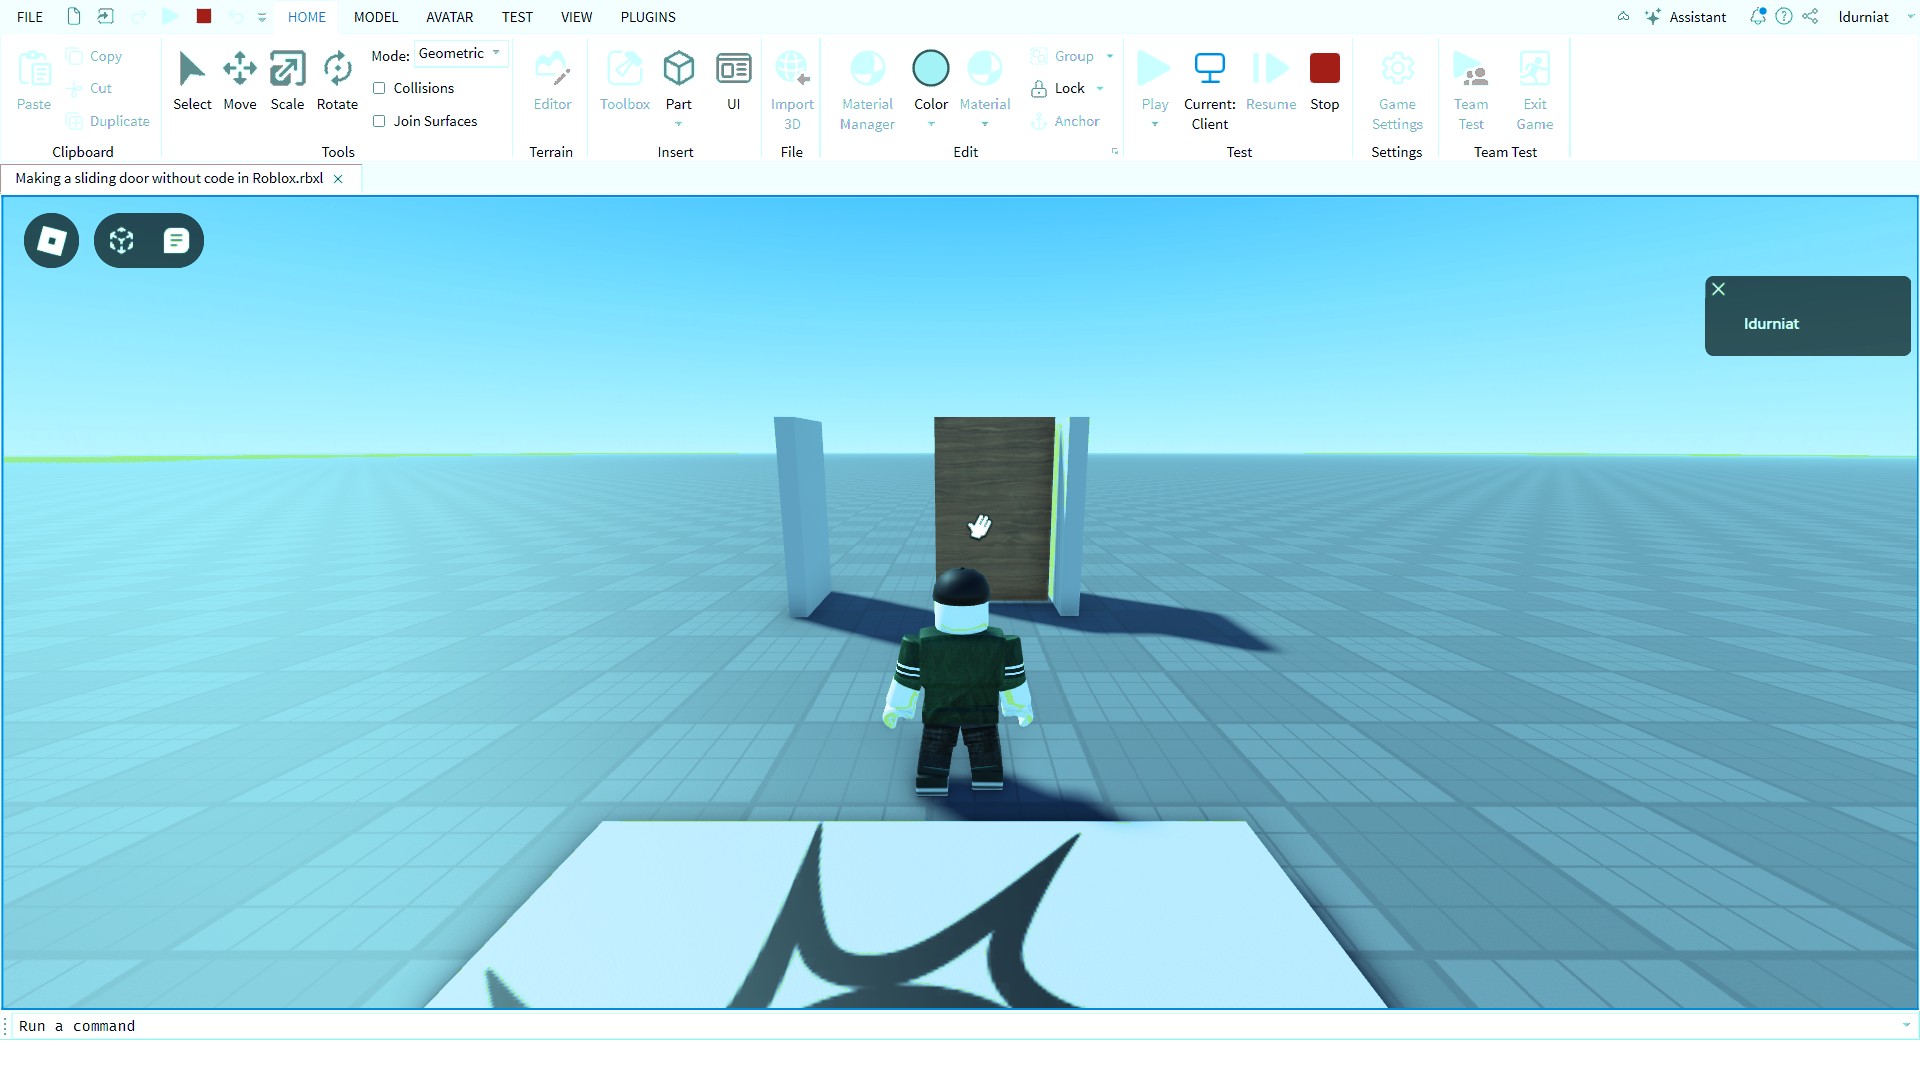 FILE HOME MODEL AVATAR TEST VIEW PLUGINS Assistant ldurniat
Paste Copy Cut Duplicate
Clipboard
Select Move Scale Rotate
Mode: Geometric
Collisions
Join Surfaces
Tools
Editor
Terrain
Toolbox Part UI
Insert
Import 3D
File
Material Manager Color Material
Group
Lock
Anchor
Edit
Play Current: Client Resume Stop
Test
Game Settings
Settings
Team Test Exit Game
Team Test
Making a sliding door without code in Roblox.rbxl
ldurniat
Run a command